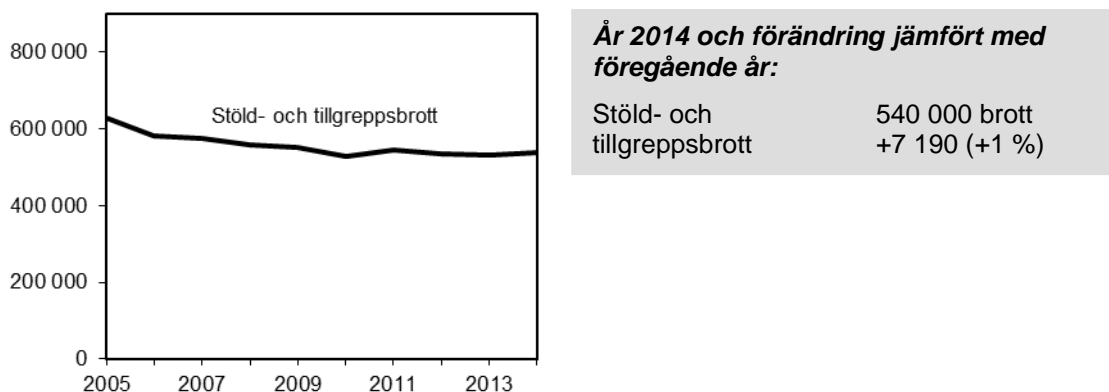 800 000
600 000
400 000
200 000
0
2005 2007 2009 2011 2013
Stöld- och tillgreppsbrott
År 2014 och förändring jämfört med
föregående år:
Stöld- och 540 000 brott
tillgreppsbrott +7 190 (+1 %)